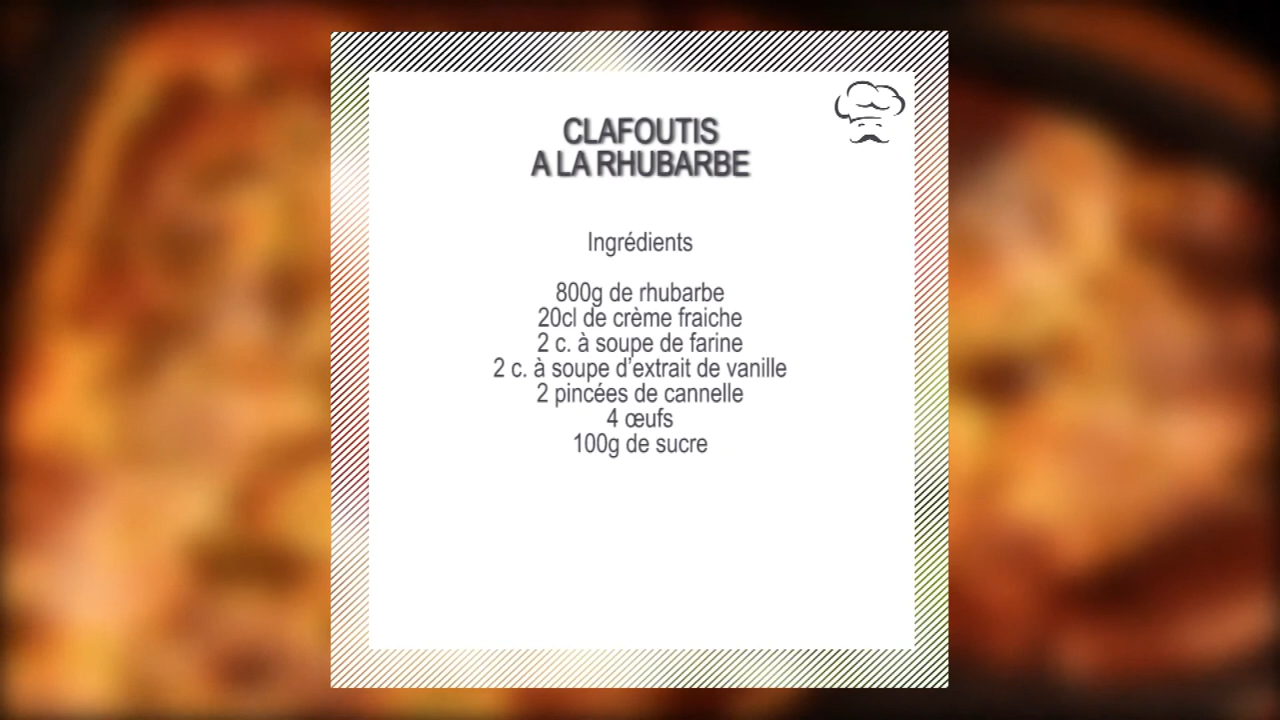 CLAFOUTIS
A LA RHUBARBE
Ingrédients
800g de rhubarbe
20cl de crème fraiche
2 c. à soupe de farine
2 c. à soupe d'extrait de vanille
2 pincées de cannelle
4 œufs
100g de sucre